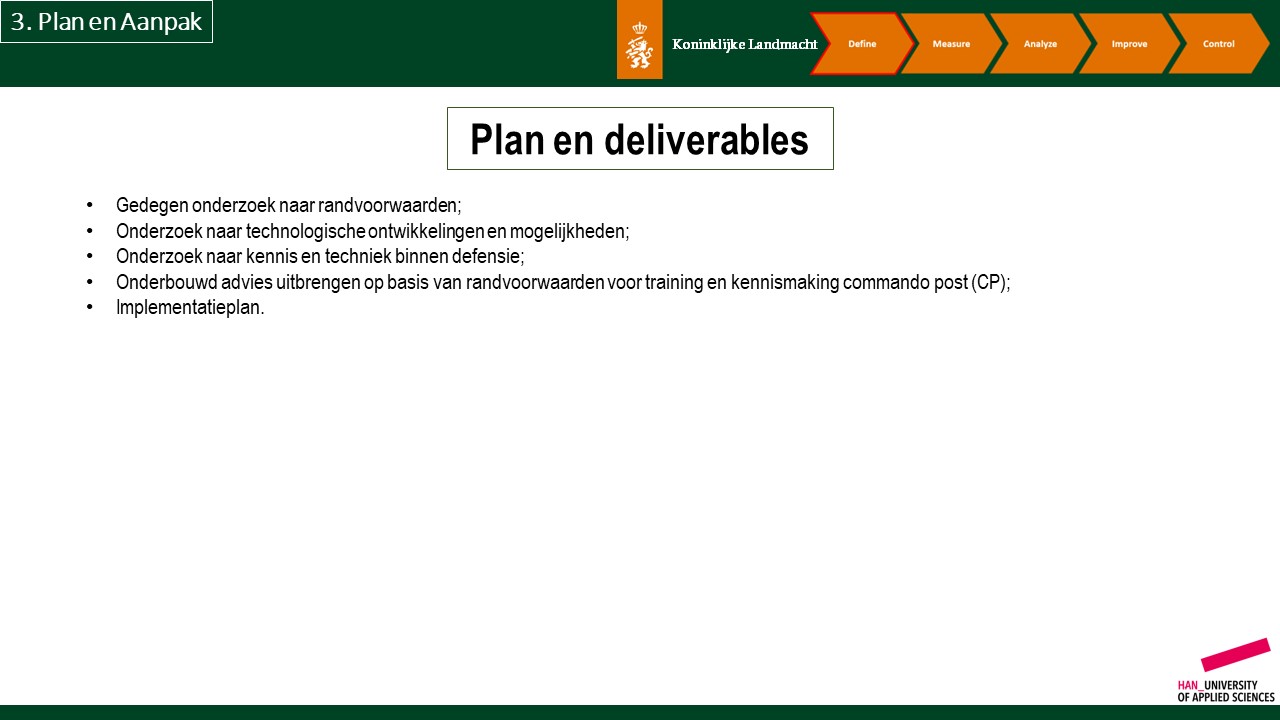 3. Plan en Aanpak
Koninklijke Landmacht
Define
Measure
Analyze
Improve
Control
Plan en deliverables
• Gedegen onderzoek naar randvoorwaarden;
• Onderzoek naar technologische ontwikkelingen en mogelijkheden;
• Onderzoek naar kennis en techniek binnen defensie;
• Onderbouwd advies uitbrengen op basis van randvoorwaarden voor training en kennismaking commando post (CP);
• Implementatieplan.
HAN_UNIVERSITY
OF APPLIED SCIENCES